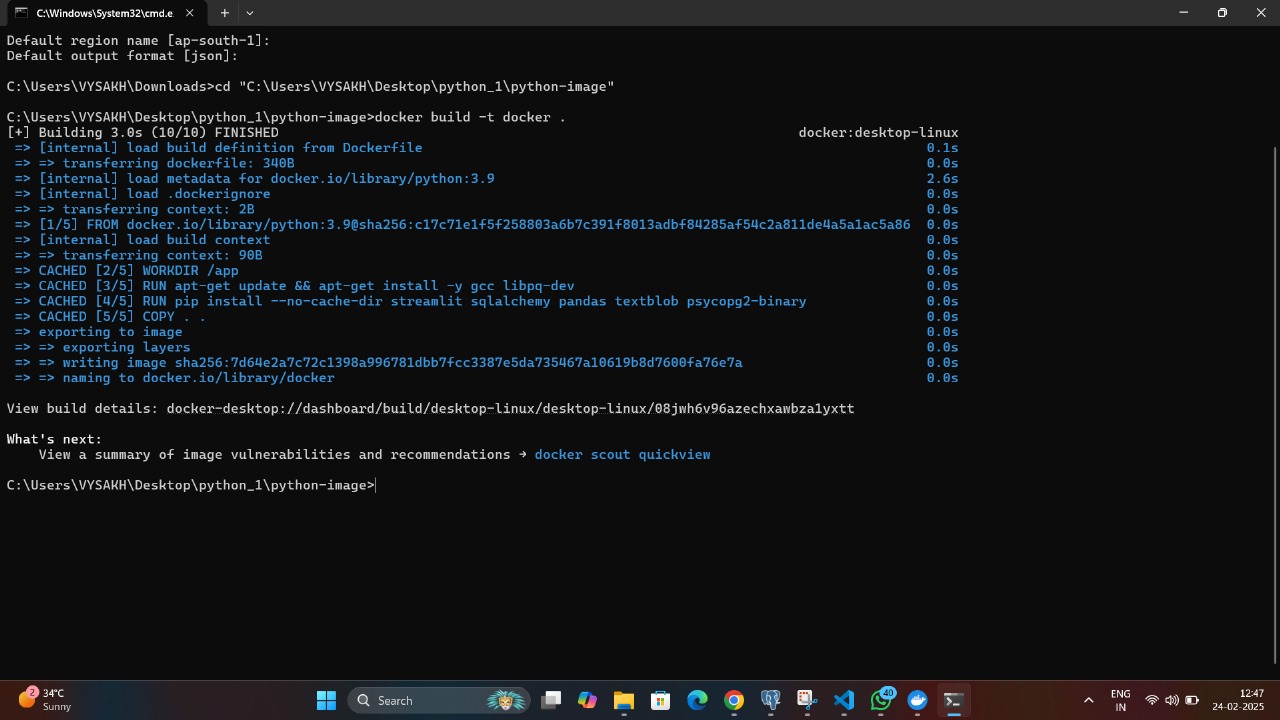 C:\Windows\System32\cmd.e
Default region name [ap-south-1]:
Default output format [json]:
C:\Users\VYSAKH\Downloads>cd "C:\Users\VYSAKH\Desktop\python_1\python-image"
C:\Users\VYSAKH\Desktop\python_1\python-image>docker build -t docker .
[+] Building 3.0s (10/10) FINISHED docker:desktop-linux
=> [internal] load build definition from Dockerfile 0.1s
=> => transferring dockerfile: 340B 0.0s
=> [internal] load metadata for docker.io/library/python:3.9 2.6s
=> [internal] load .dockerignore 0.0s
=> => transferring context: 2B 0.0s
=> [1/5] FROM docker.io/library/python:3.9@sha256:c17c71e1f5f258803a6b7c391f8013adbf84285af54c2a811de4a5a1ac5a86 0.0s
=> [internal] load build context 0.0s
=> => transferring context: 90B 0.0s
=> CACHED [2/5] WORKDIR /app 0.0s
=> CACHED [3/5] RUN apt-get update && apt-get install -y gcc libpq-dev 0.0s
=> CACHED [4/5] RUN pip install --no-cache-dir streamlit sqlalchemy pandas textblob psycopg2-binary 0.0s
=> CACHED [5/5] COPY . . 0.0s
=> exporting to image 0.0s
=> => exporting layers 0.0s
=> => writing image sha256:7d64e2a7c72c1398a996781dbb7fcc3387e5da735467a10619b8d7600fa76e7a 0.0s
=> => naming to docker.io/library/docker 0.0s
View build details: docker-desktop://dashboard/build/desktop-linux/desktop-linux/08jwh6v96azechxawbza1yxtt
What's next:
View a summary of image vulnerabilities and recommendations → docker scout quickview
C:\Users\VYSAKH\Desktop\python_1\python-image>
2
34°C
Sunny
Search
40
ENG
IN
12:47
24-02-2025